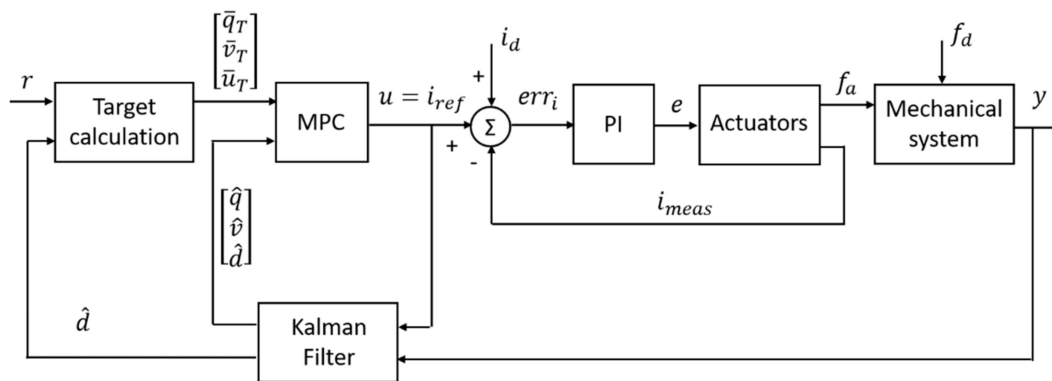 r
Target
calculation
q̄_T
v̄_T
ū_T
MPC
u = i_ref
i_d
+
Σ
+
-
err_i
PI
e
Actuators
f_a
f_d
Mechanical
system
y
i_meas
q̂
v̂
d̂
d̂
Kalman
Filter